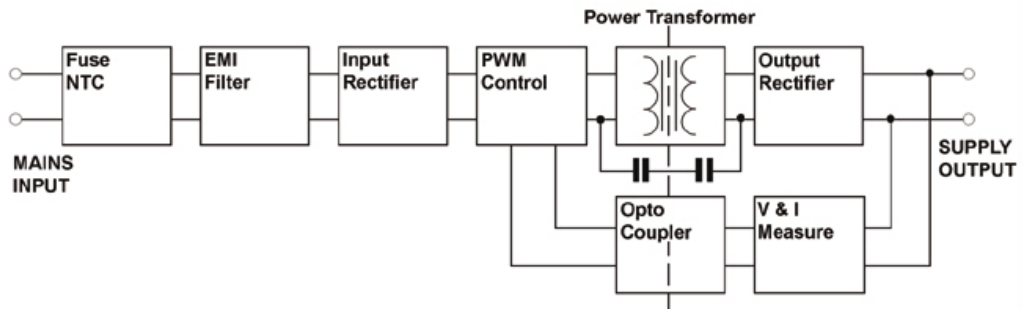 Power Transformer
Fuse
NTC
EMI
Filter
Input
Rectifier
PWM
Control
Output
Rectifier
MAINS
INPUT
SUPPLY
OUTPUT
Opto
Coupler
V & I
Measure